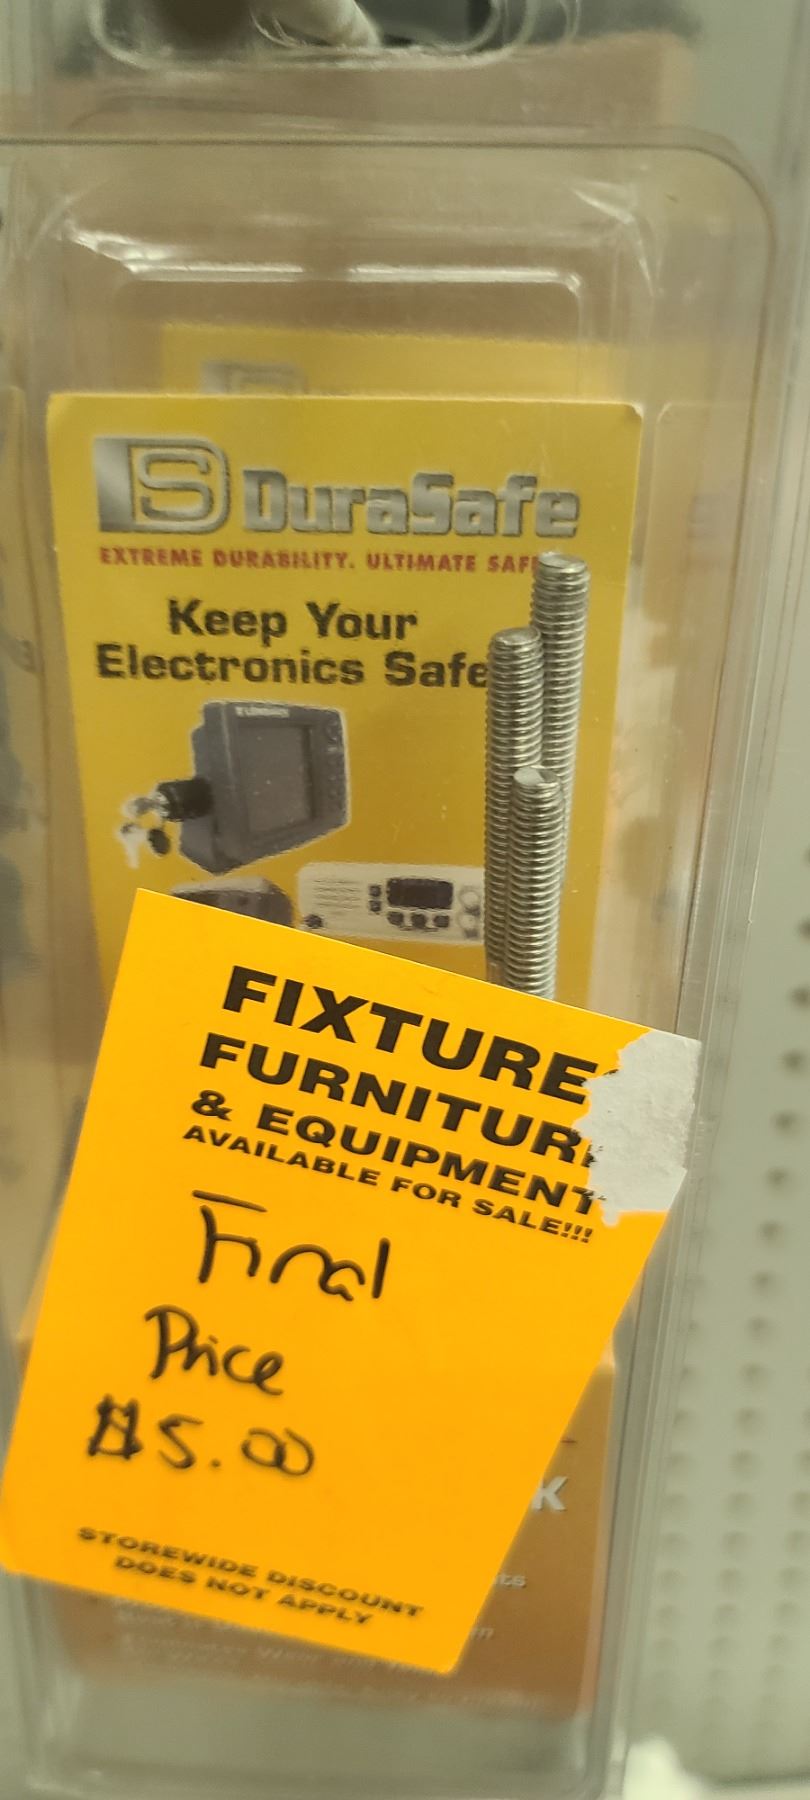 DS DuraSafe
EXTREME DURABILITY. ULTIMATE SAF
Keep Your
Electronics Safe
FIXTURE
FURNITUR
& EQUIPMENT
AVAILABLE FOR SALE!!!
Final
Price
$5.00
K
STOREWIDE DISCOUNT
DOES NOT APPLY